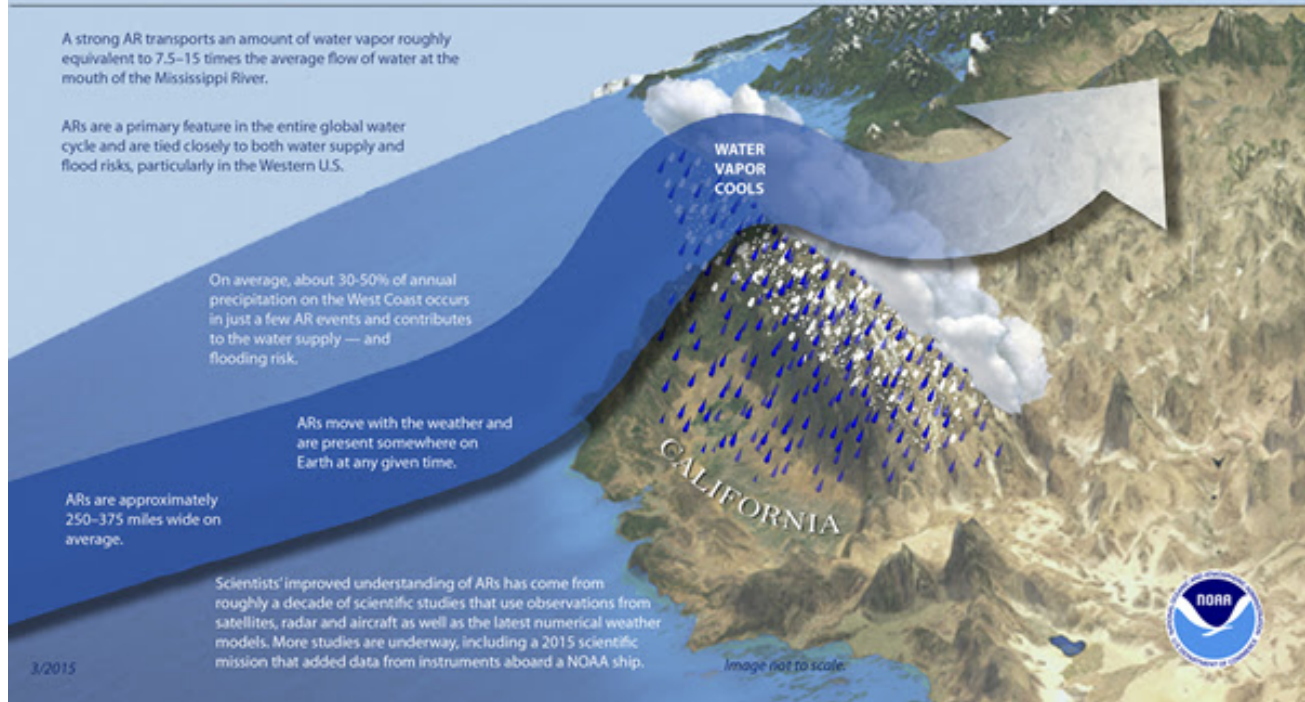 A strong AR transports an amount of water vapor roughly
equivalent to 7.5–15 times the average flow of water at the
mouth of the Mississippi River.
ARs are a primary feature in the entire global water
cycle and are tied closely to both water supply and
flood risks, particularly in the Western U.S.
WATER
VAPOR
COOLS
On average, about 30-50% of annual
precipitation on the West Coast occurs
in just a few AR events and contributes
to the water supply — and
flooding risk.
ARs move with the weather and
are present somewhere on
Earth at any given time.
CALIFORNIA
ARs are approximately
250–375 miles wide on
average.
Scientists' improved understanding of ARs has come from
roughly a decade of scientific studies that use observations from
satellites, radar and aircraft as well as the latest numerical weather
models. More studies are underway, including a 2015 scientific
mission that added data from instruments aboard a NOAA ship.
3/2015
Image not to scale.
NOAA
NATIONAL OCEANIC AND ATMOSPHERIC ADMINISTRATION
U.S. DEPARTMENT OF COMMERCE